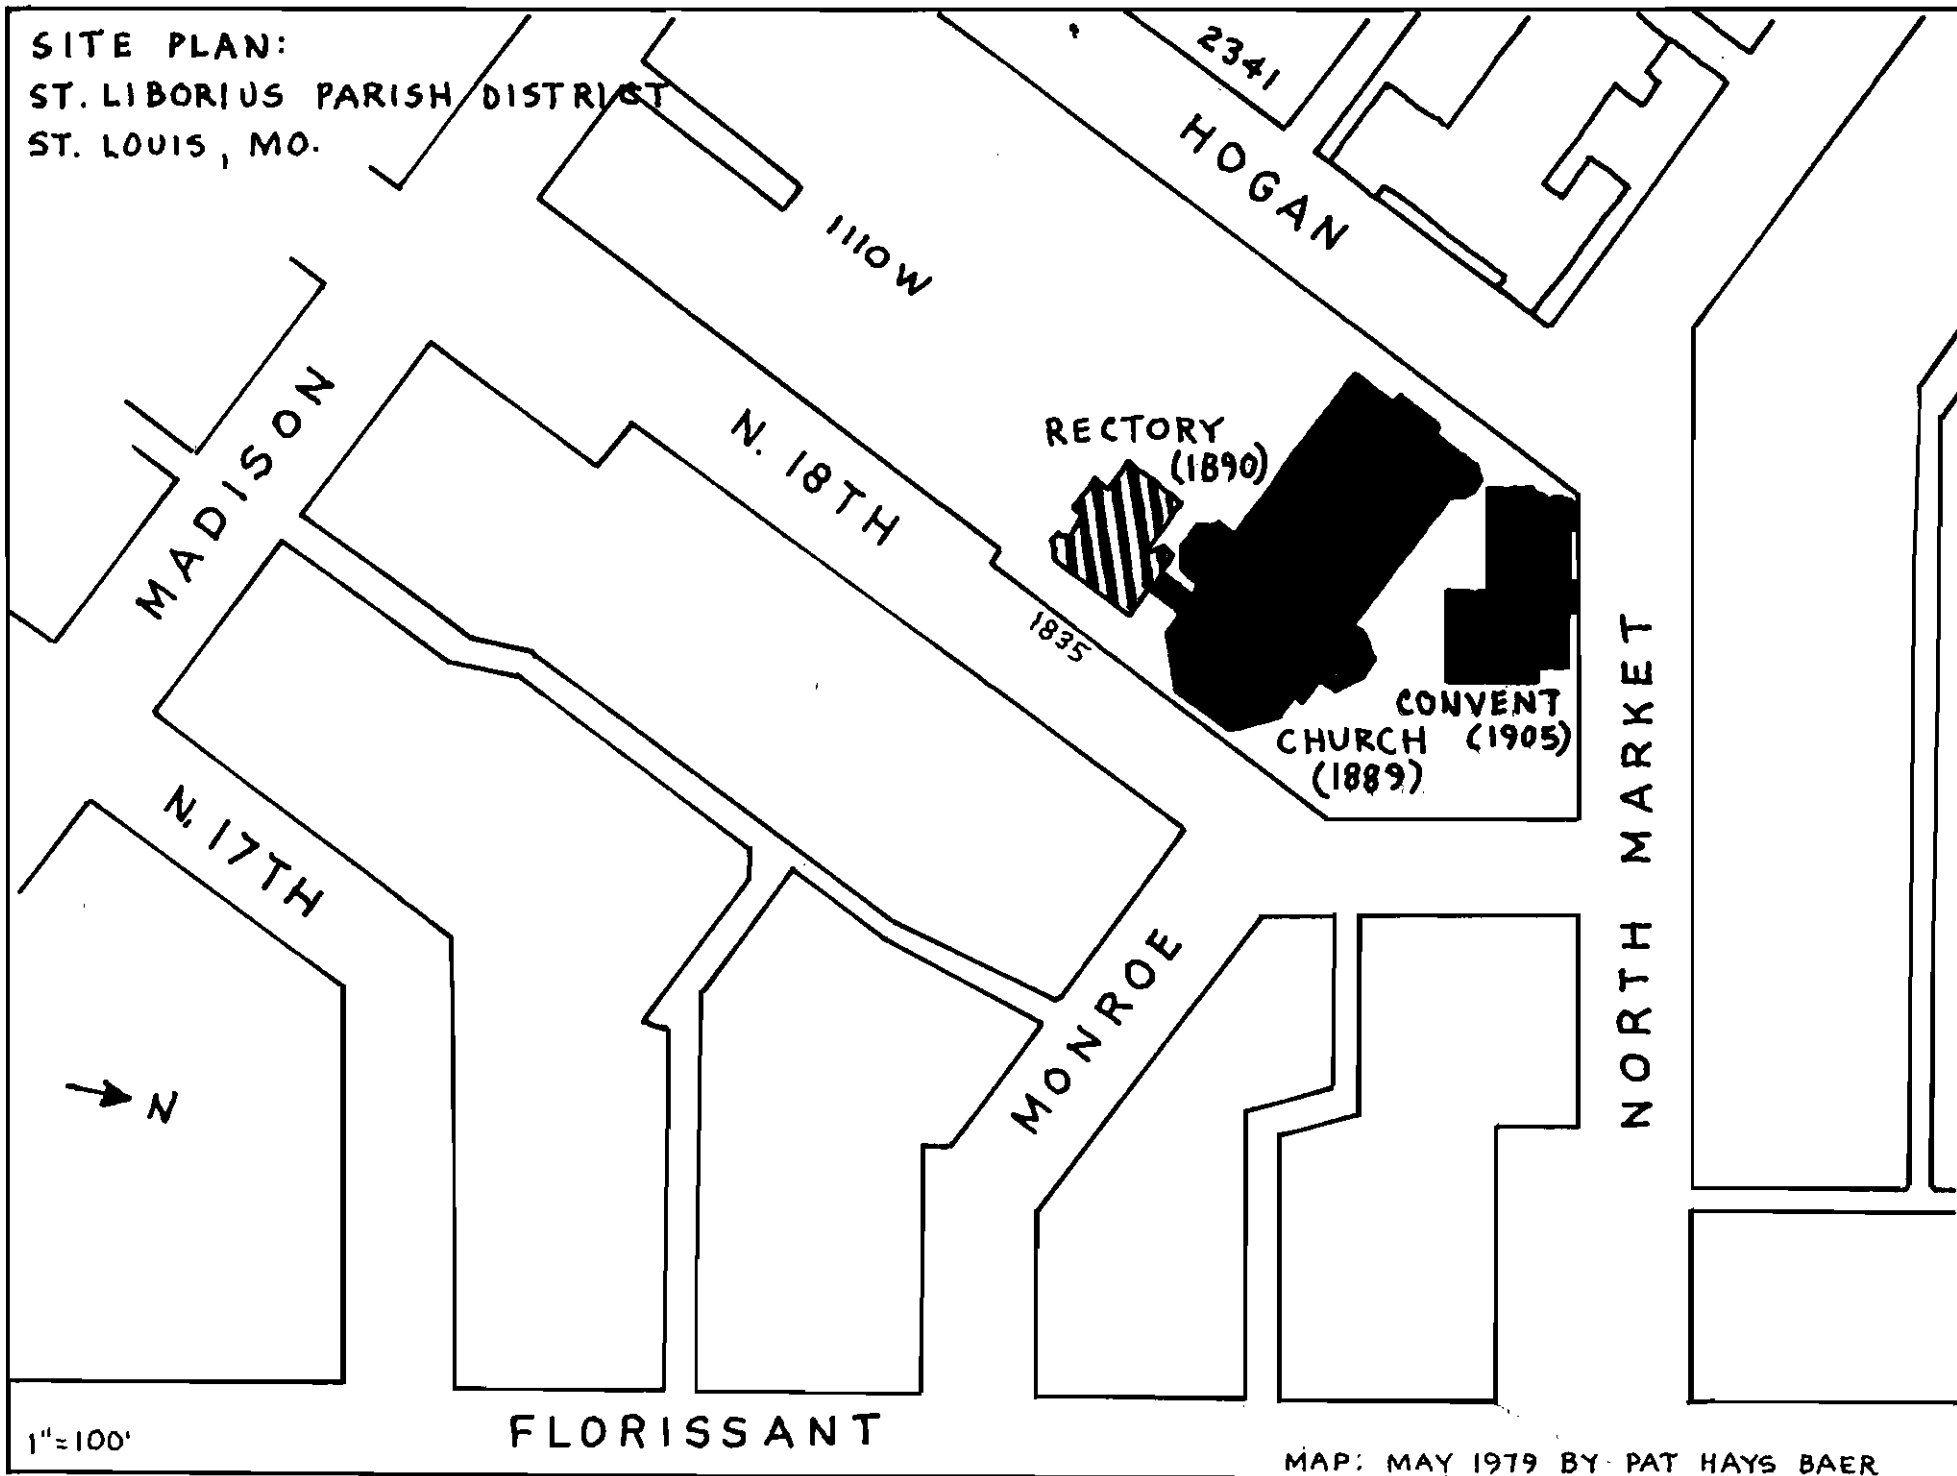 SITE PLAN:
ST. LIBORIUS PARISH DISTRICT
ST. LOUIS, MO.
2341
HOGAN
1110W
MADISON
N. 18TH
RECTORY
(1890)
1835
CONVENT
(1905)
CHURCH
(1889)
NORTH MARKET
N. 17TH
MONROE
N
FLORISSANT
1"=100'
MAP: MAY 1979 BY PAT HAYS BAER